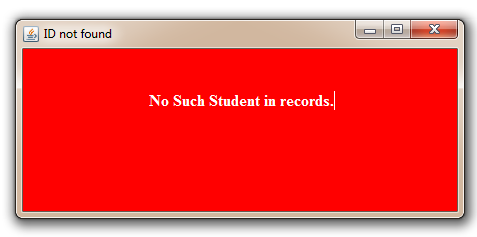 ID not found
No Such Student in records.